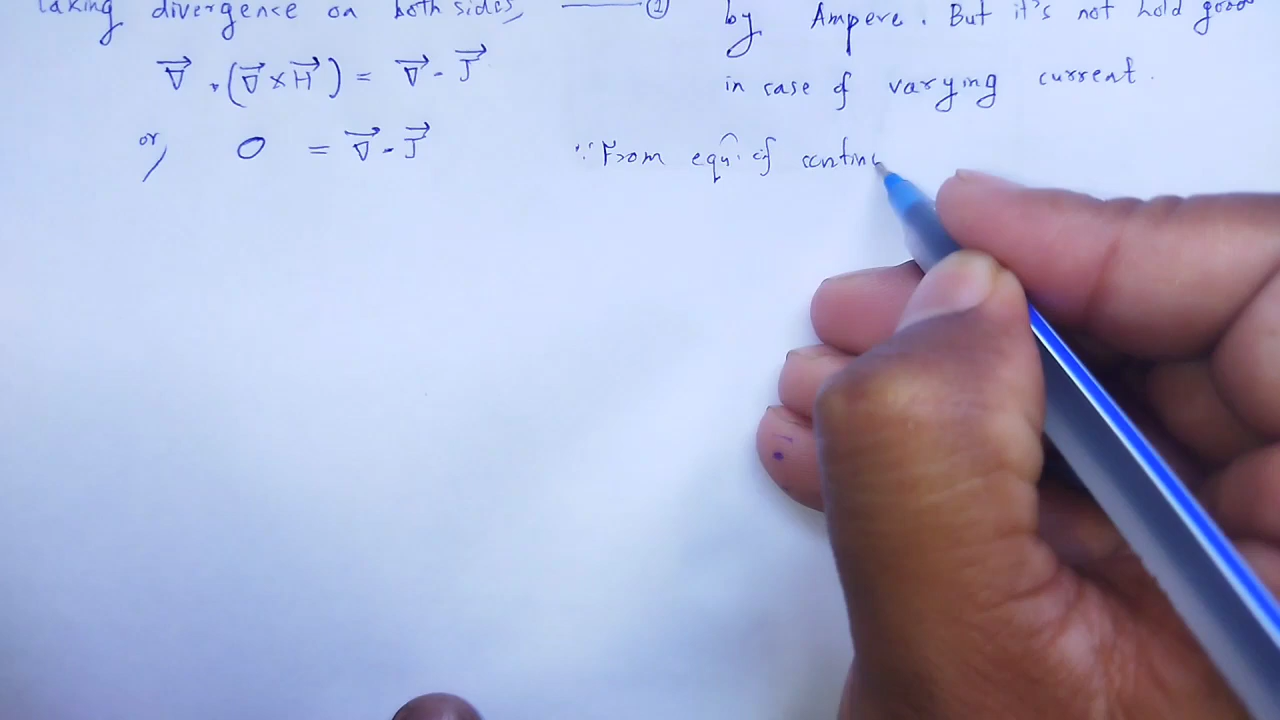 Taking divergence on both sides, —— ①
∇⃗ . (∇⃗ × H⃗) = ∇⃗ - J⃗
or, 0 = ∇⃗ - J⃗
by Ampere. But it's not hold good
in case of varying current.
∵ From eqn. of continu